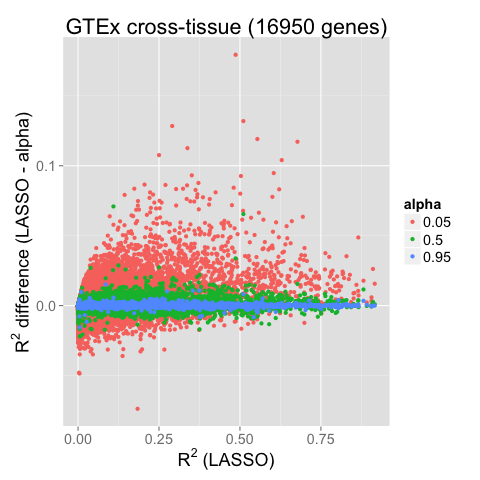 GTEx cross-tissue (16950 genes)
R² difference (LASSO - alpha)
0.1
0.0
0.00
0.25
0.50
0.75
R² (LASSO)
alpha
0.05
0.5
0.95